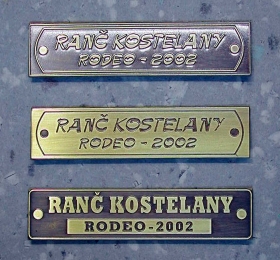 RANČ KOSTELANY
RODEO - 2002
RANČ KOSTELANY
RODEO - 2002
RANČ KOSTELANY
RODEO-2002